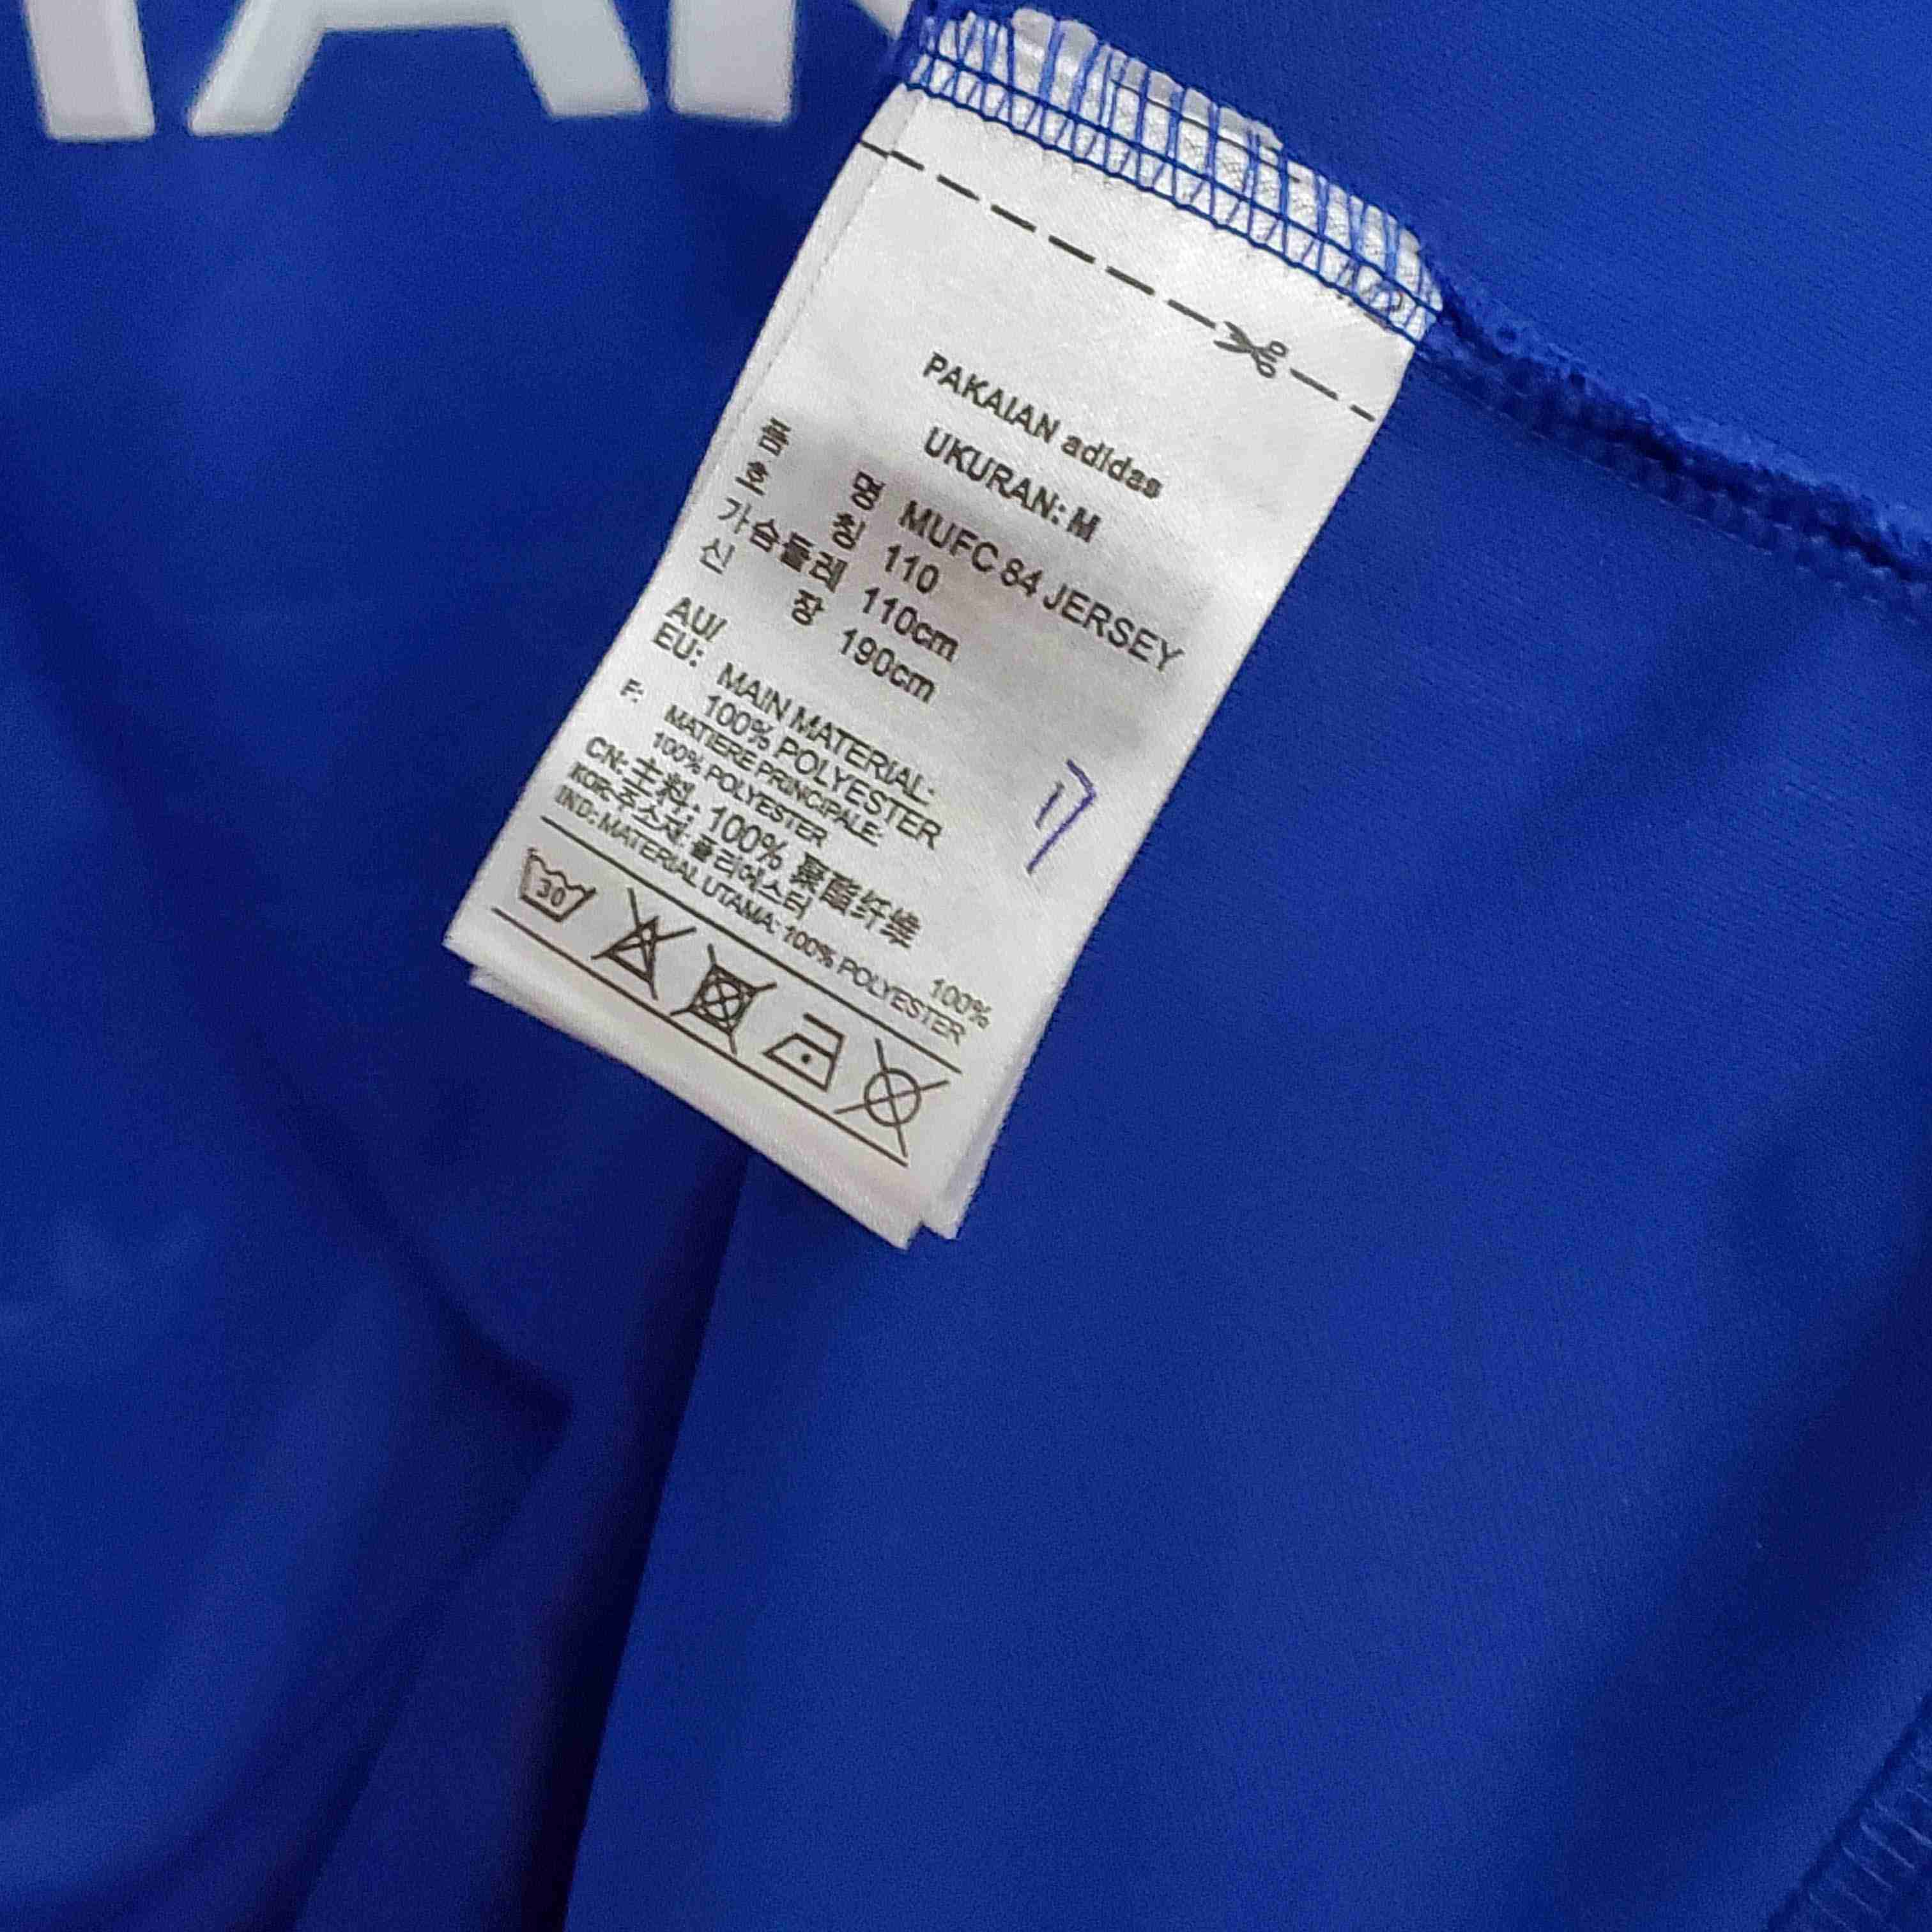 PAKAIAN adidas
UKURAN: M
품 명 MUFC 84 JERSEY
호 칭 110
가슴둘레 110cm
신 장 190cm
AU/
EU: MAIN MATERIAL:
100% POLYESTER
F: MATIERE PRINCIPALE:
100% POLYESTER
CN: 主料: 100% 聚酯纤维
KOR: 주소재: 폴리에스터 100%
IND: MATERIAL UTAMA: 100% POLYESTER
30
17